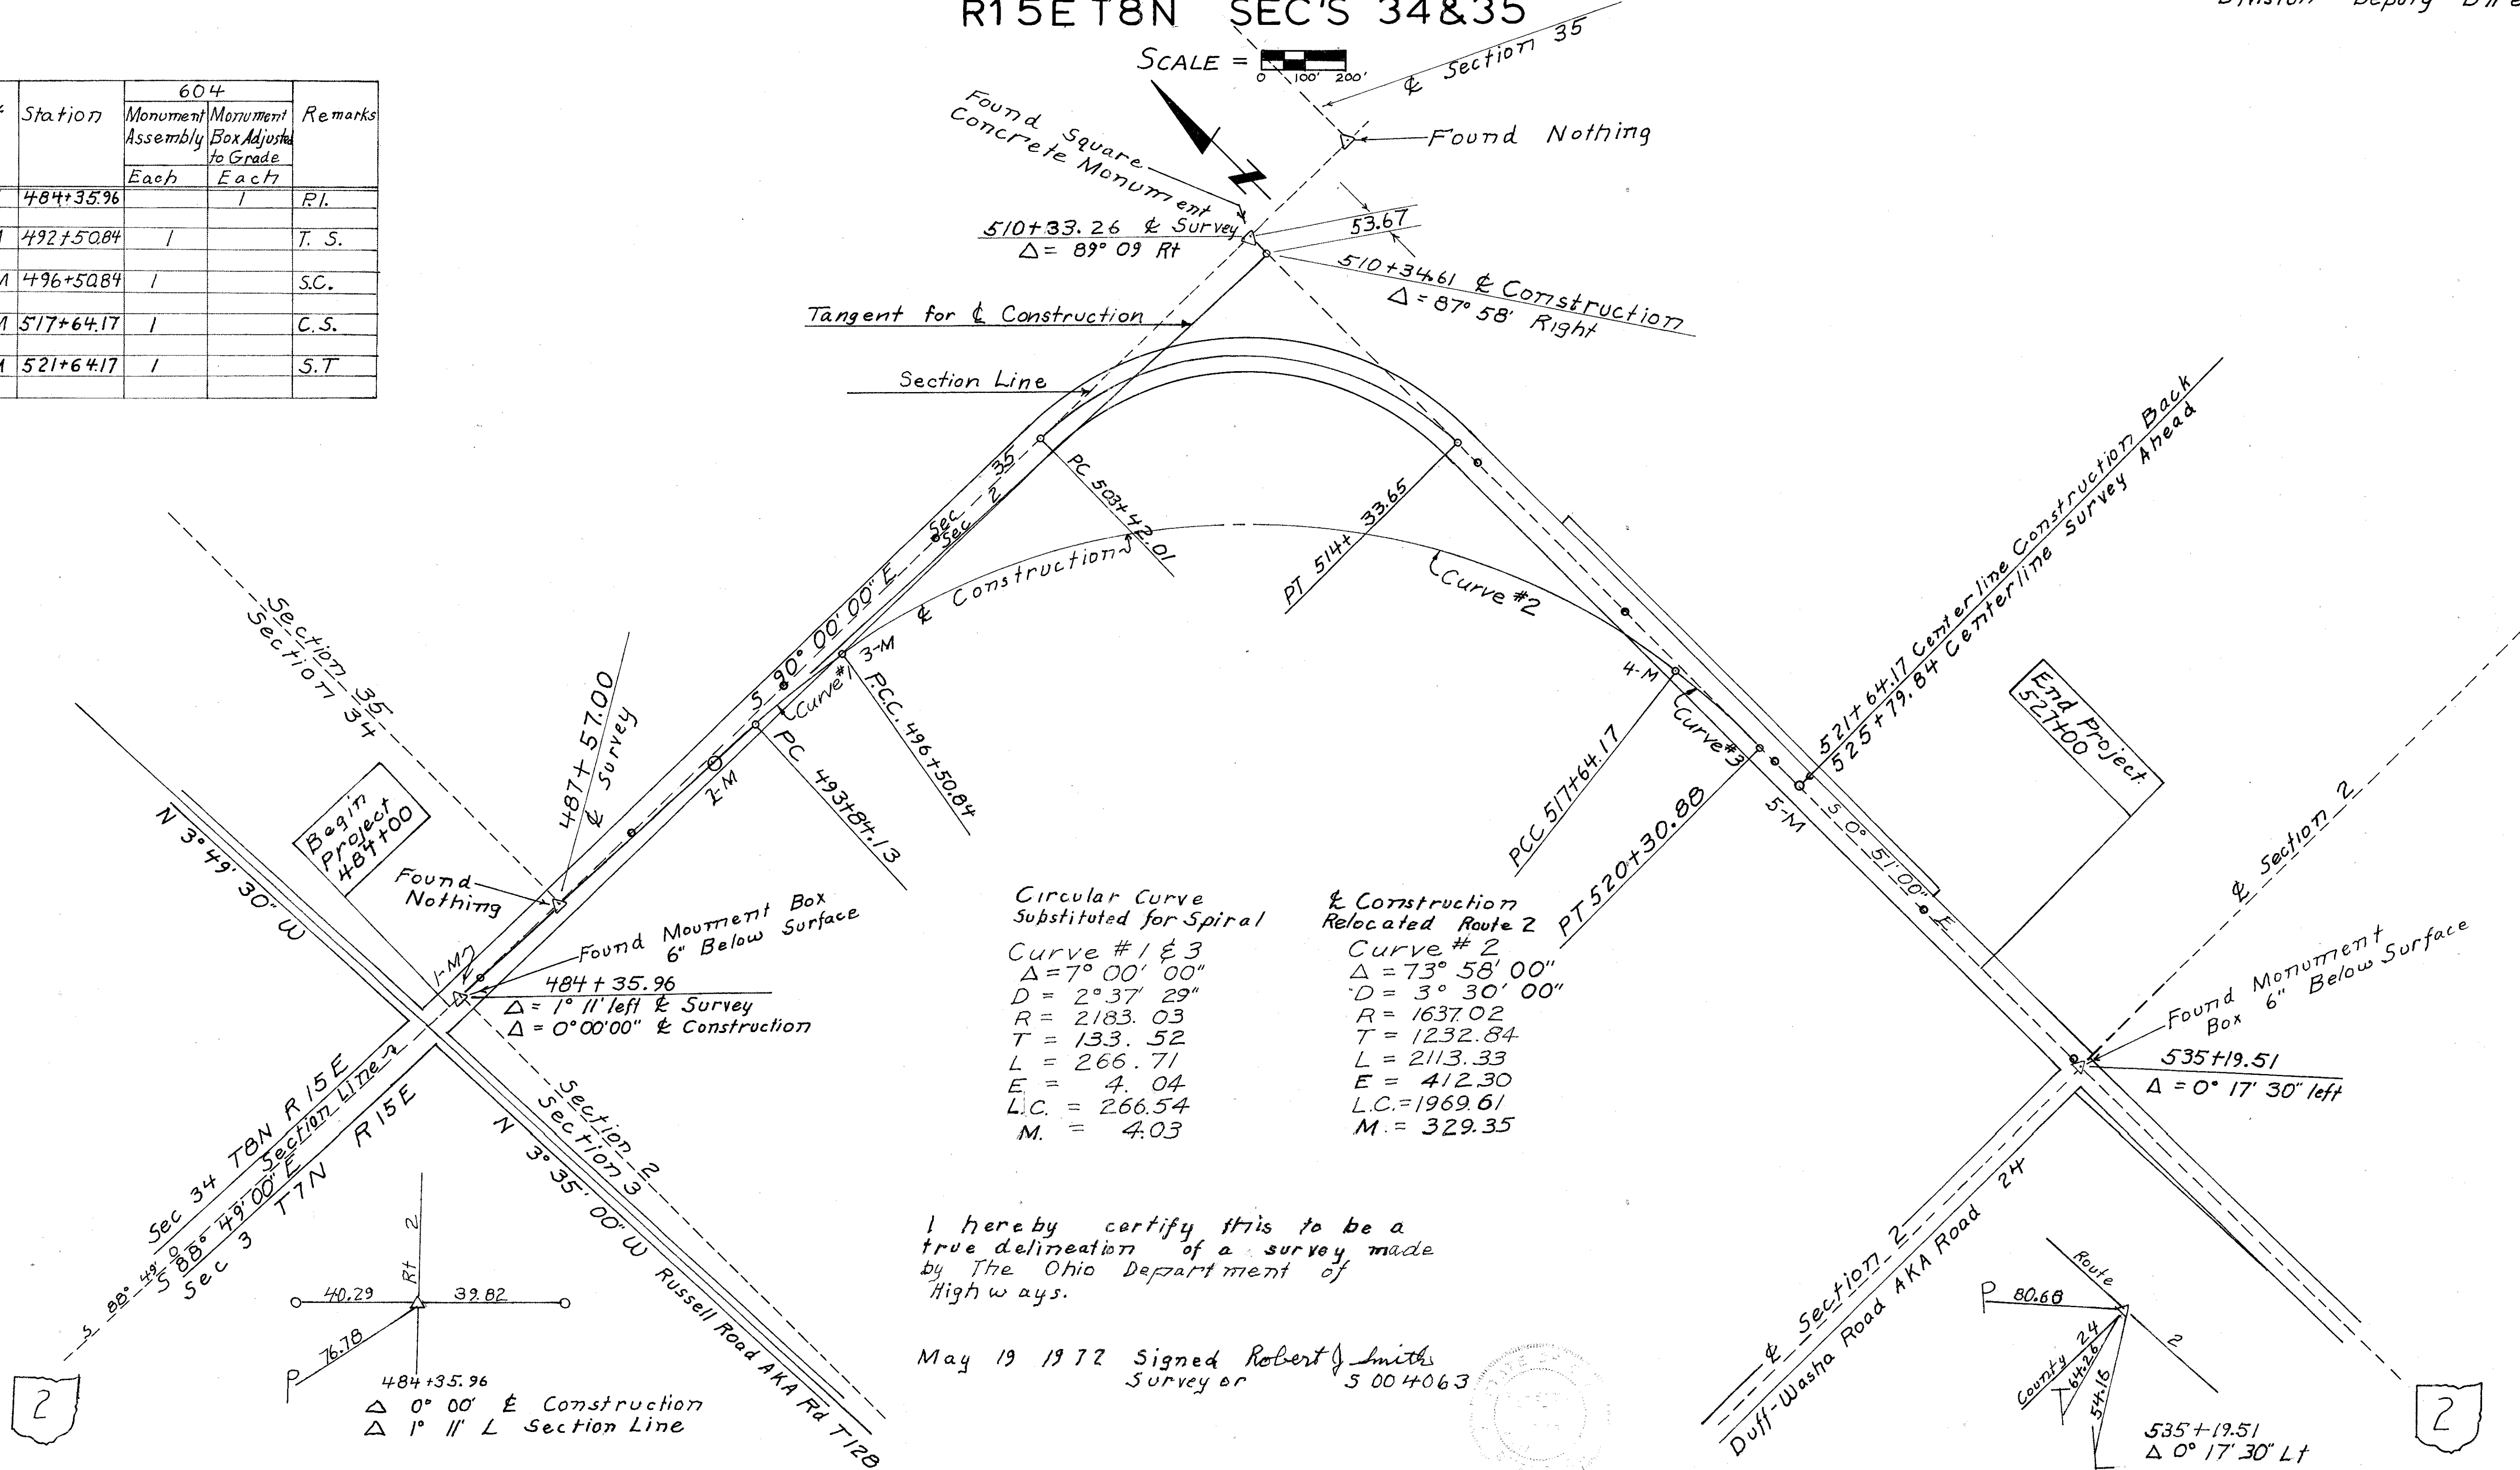 R15E T8N SEC'S 34&35
SCALE =
0 100' 200'
Station
604
Monument Assembly
Monument Box Adjusted to Grade
Remarks
Each
Each
484+35.96 1 P.I.
492+50.84 1 T. S.
496+50.84 1 S.C.
517+64.17 1 C.S.
521+64.17 1 S.T
℄ Section 35
Found Square
Concrete Monument
Found Nothing
510+33.26 ℄ Survey
Δ= 89° 09 Rt
53.67
510+34.61 ℄ Construction
Δ= 87° 58' Right
Tangent for ℄ Construction
Section Line
Sec 35
Sec 2
PC 503+42.01
PT 514+ 33.65
℄ Construction
Curve #2
S 90° 00' 00" E
Curve #1
3-M
P.C.C. 496+50.84
PC 493+84.13
2-M
487+57.00
℄ Survey
Section 35
Section 34
Begin
Project
484+00
N 3° 49' 30" W
Found
Nothing
1-M
Found Moument Box
6" Below Surface
484+35.96
Δ= 1° 11' left ℄ Survey
Δ= 0°00'00" ℄ Construction
4-M
PCC 517+64.17
Curve #3
PT 520+30.88
5-M
521+64.17 Centerline Construction Back
525+79.84 Centerline Survey Ahead
S 0° 51' 00" E
End Project
527+00
℄ Section 2
Found Monument
Box 6" Below Surface
535+19.51
Δ = 0° 17' 30" left
Circular Curve
Substituted for Spiral
Curve # 1 & 3
Δ=7° 00' 00"
D = 2°37' 29"
R = 2183.03
T = 133.52
L = 266.71
E = 4.04
L.C. = 266.54
M. = 4.03
℄ Construction
Relocated Route 2
Curve # 2
Δ = 73° 58' 00"
D = 3° 30' 00"
R = 1637.02
T = 1232.84
L = 2113.33
E = 412.30
L.C.=1969.61
M.= 329.35
Sec 34 T8N R15E
Section Line
S 88° 49' 00" E
Sec 3 T7N R15E
S 88° 49' 0
Section 2
Section 3
N 3° 35' 00" W
Russell Road AKA Rd T128
40.29
39.82
Rt 2
76.78
P
484+35.96
Δ 0° 00' ℄ Construction
Δ 1° 11' L Section Line
2
I hereby certify this to be a
true delineation of a survey made
by The Ohio Department of
Highways.
May 19 1972 Signed Robert J Smith
Surveyor S 004063
℄ Section 2
Duff-Washa Road AKA Road 24
Route 2
P 80.68
County 24
64.26
54.16
535+19.51
Δ 0° 17' 30" Lt
2